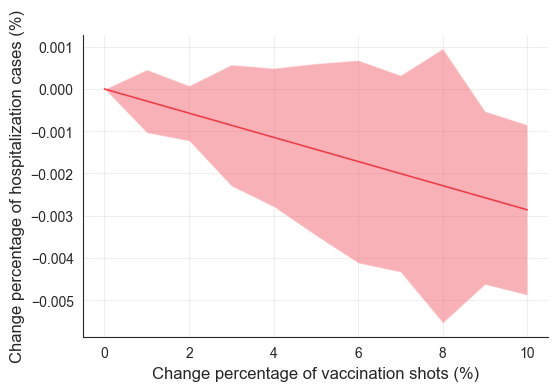 Change percentage of hospitalization cases (%)
0.001
0.000
−0.001
−0.002
−0.003
−0.004
−0.005
0 2 4 6 8 10
Change percentage of vaccination shots (%)